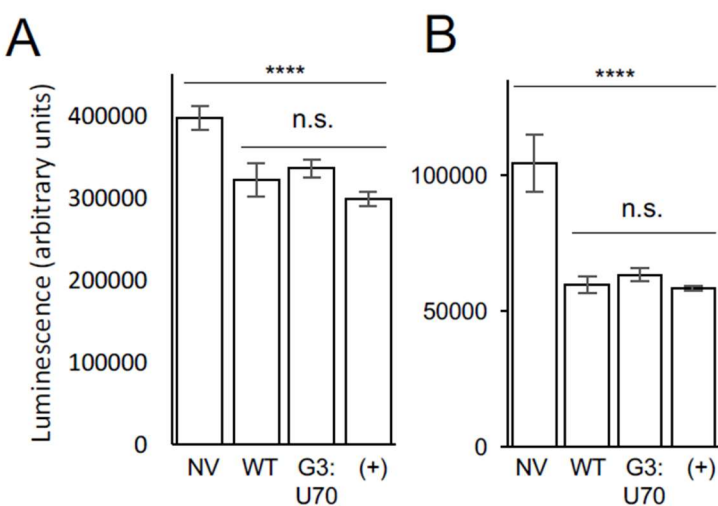 A
Luminescence (arbitrary units)
400000
300000
200000
100000
0
****
n.s.
NV WT G3: (+)
U70
B
100000
50000
0
****
n.s.
NV WT G3: (+)
U70